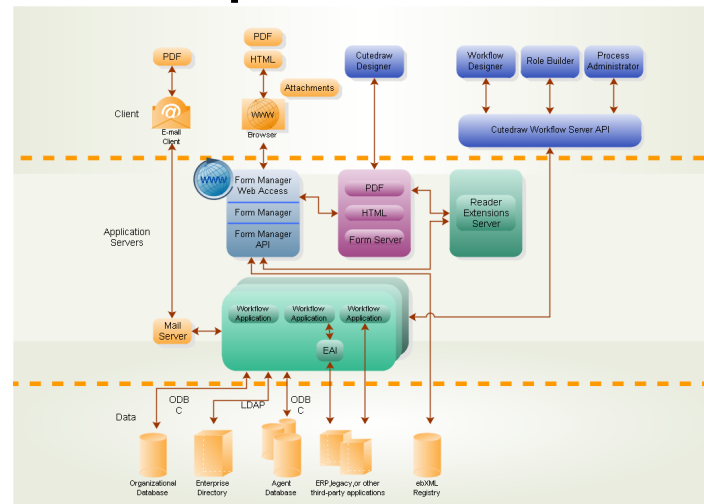 PDF
PDF
HTML
Attachments
Cutedraw
Designer
Workflow
Designer
Role Builder
Process
Administrator
Client
E-mail
Client
WWW
Browser
Cutedraw Workflow Server API
WWW
Form Manager
Web Access
Form Manager
Form Manager
API
PDF
HTML
Form Server
Reader
Extensions
Server
Application
Servers
Workflow
Application
Workflow
Application
Workflow
Application
EAI
Mail
Server
Data
ODB
C
LDAP
ODB
C
Organizational
Database
Enterprise
Directory
Agent
Database
ERP,legacy,or other
third-party applications
ebXML
Registry